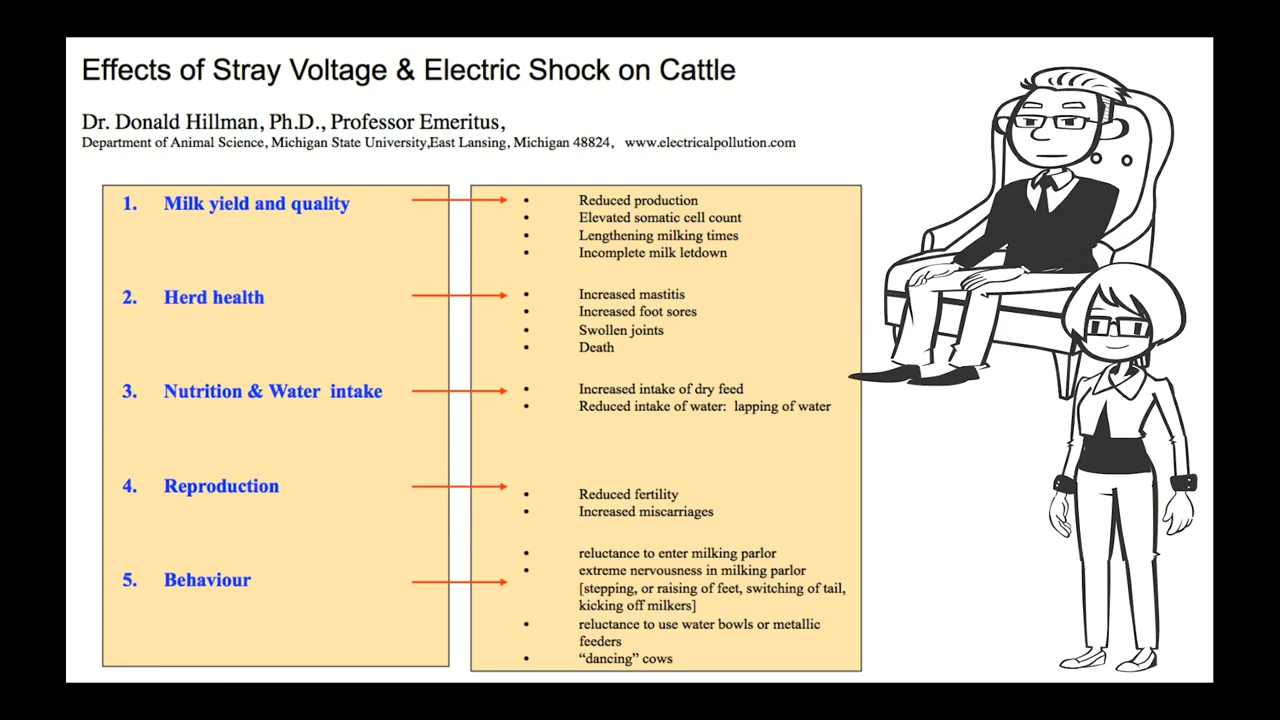 Effects of Stray Voltage & Electric Shock on Cattle
Dr. Donald Hillman, Ph.D., Professor Emeritus,
Department of Animal Science, Michigan State University,East Lansing, Michigan 48824, www.electricalpollution.com
1. Milk yield and quality
• Reduced production
• Elevated somatic cell count
• Lengthening milking times
• Incomplete milk letdown
2. Herd health
• Increased mastitis
• Increased foot sores
• Swollen joints
• Death
3. Nutrition & Water intake
• Increased intake of dry feed
• Reduced intake of water: lapping of water
4. Reproduction
• Reduced fertility
• Increased miscarriages
5. Behaviour
• reluctance to enter milking parlor
• extreme nervousness in milking parlor
[stepping, or raising of feet, switching of tail,
kicking off milkers]
• reluctance to use water bowls or metallic
feeders
• “dancing” cows